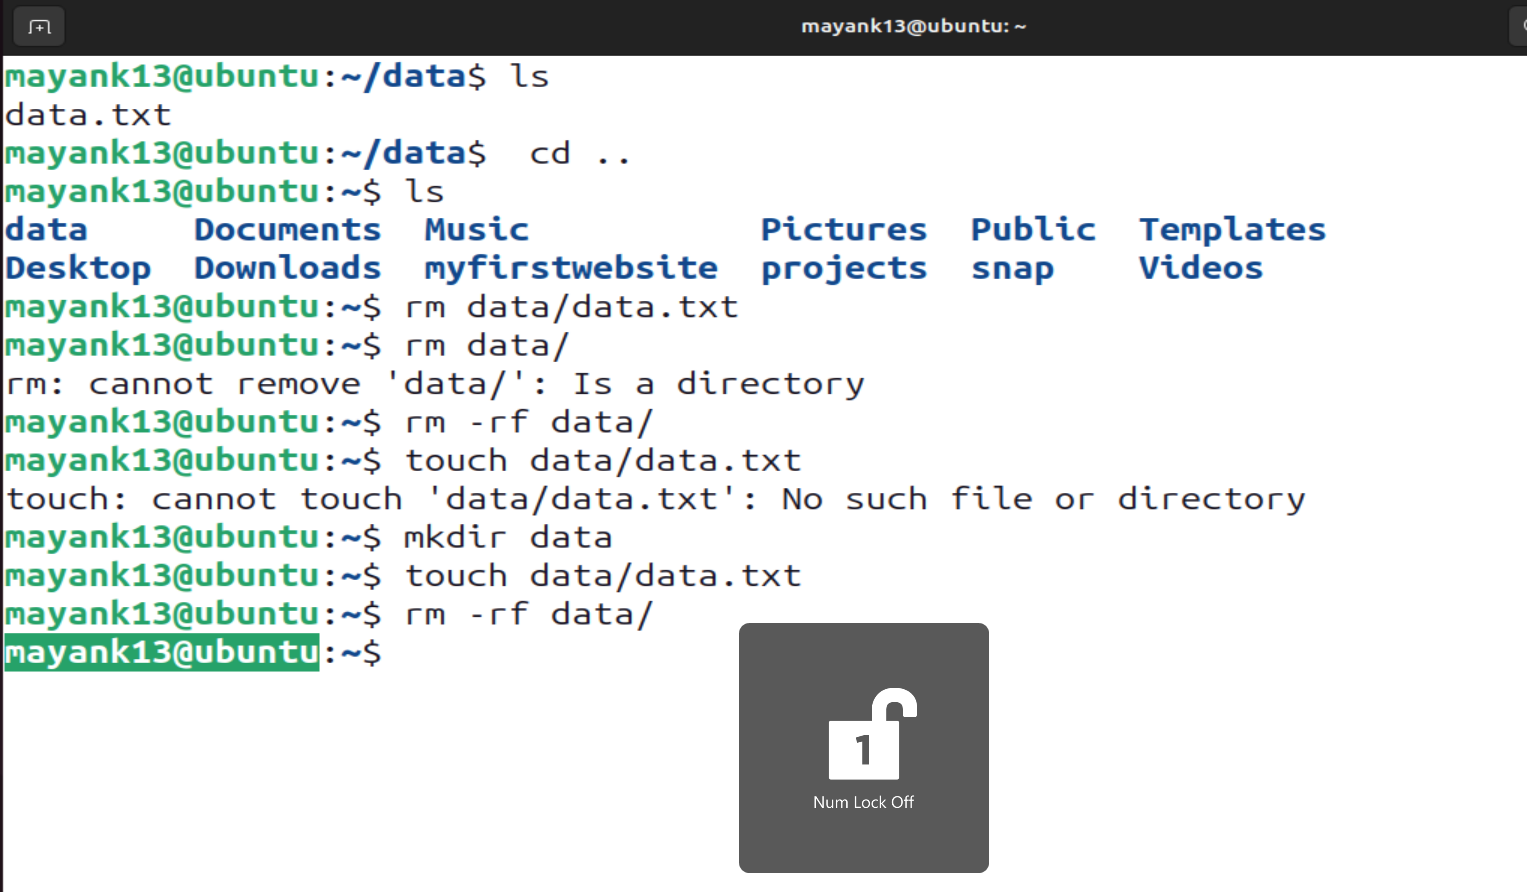 mayank13@ubuntu: ~
mayank13@ubuntu:~/data$ ls
data.txt
mayank13@ubuntu:~/data$  cd ..
mayank13@ubuntu:~$ ls
data     Documents  Music          Pictures  Public  Templates
Desktop  Downloads  myfirstwebsite  projects  snap    Videos
mayank13@ubuntu:~$ rm data/data.txt
mayank13@ubuntu:~$ rm data/
rm: cannot remove 'data/': Is a directory
mayank13@ubuntu:~$ rm -rf data/
mayank13@ubuntu:~$ touch data/data.txt
touch: cannot touch 'data/data.txt': No such file or directory
mayank13@ubuntu:~$ mkdir data
mayank13@ubuntu:~$ touch data/data.txt
mayank13@ubuntu:~$ rm -rf data/
mayank13@ubuntu:~$
1
Num Lock Off